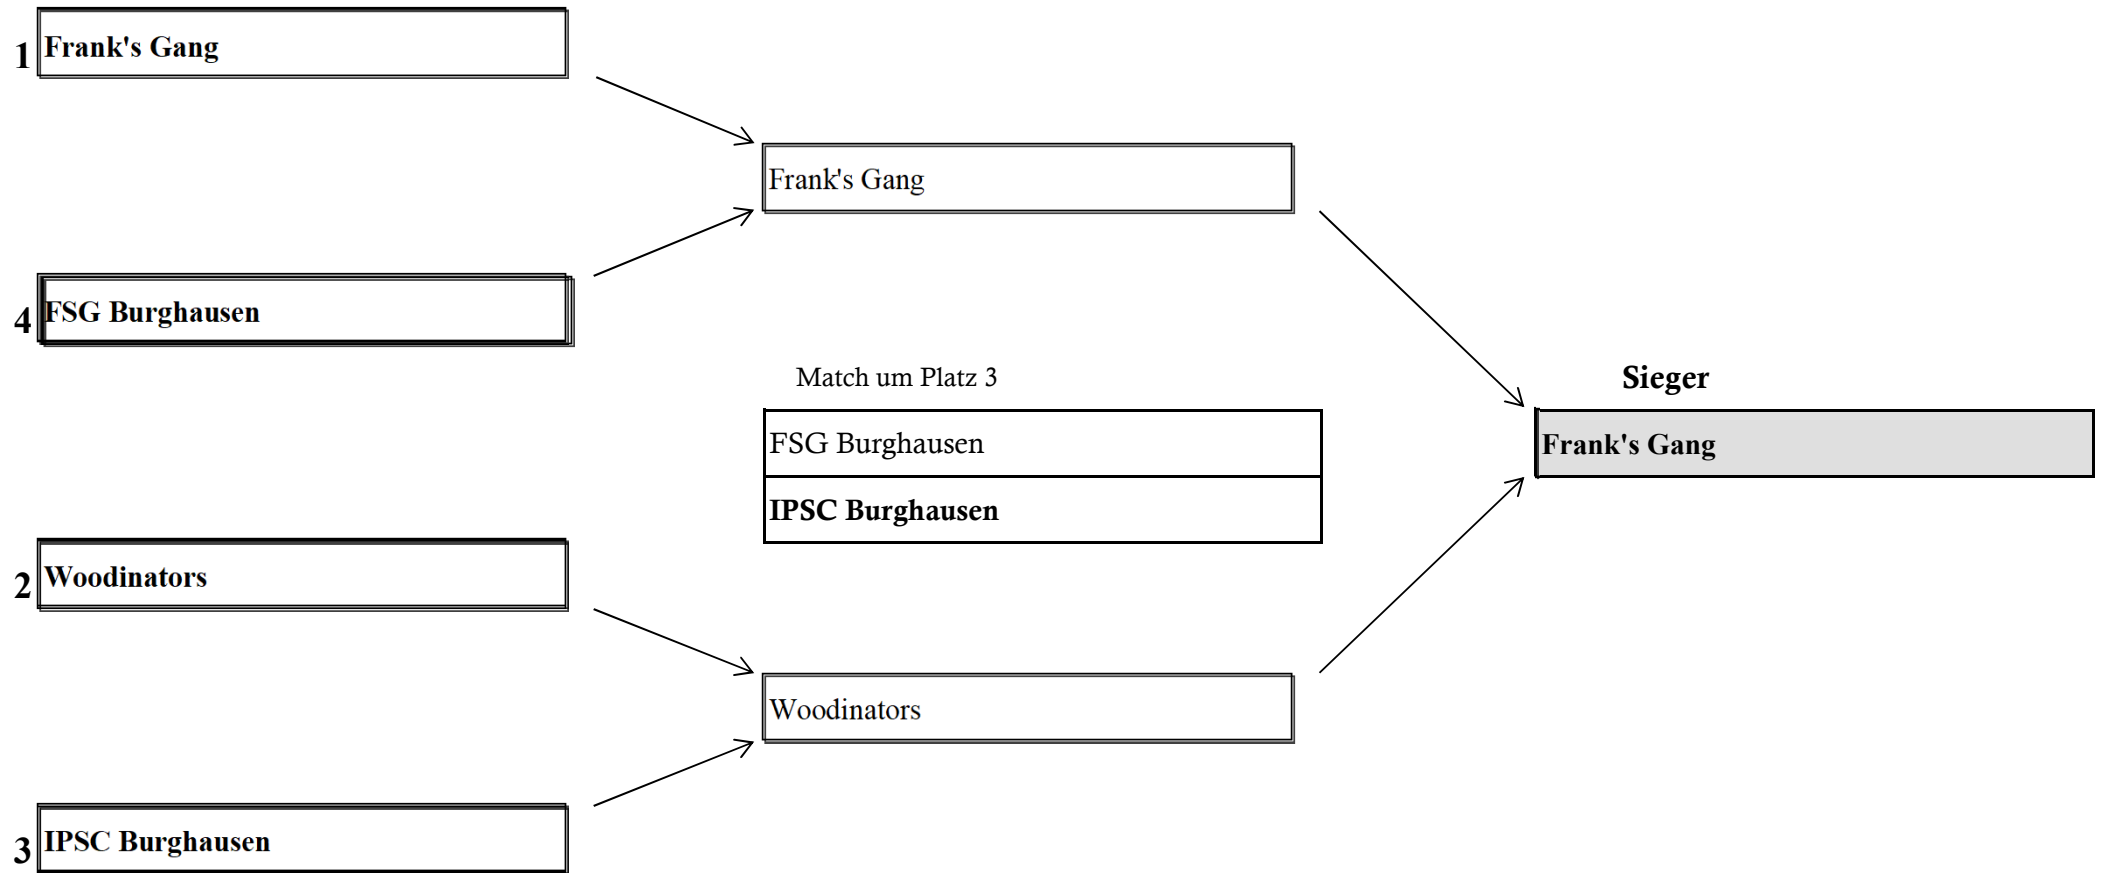 1 Frank's Gang
Frank's Gang
4 FSG Burghausen
Match um Platz 3
Sieger
FSG Burghausen
Frank's Gang
IPSC Burghausen
2 Woodinators
Woodinators
3 IPSC Burghausen